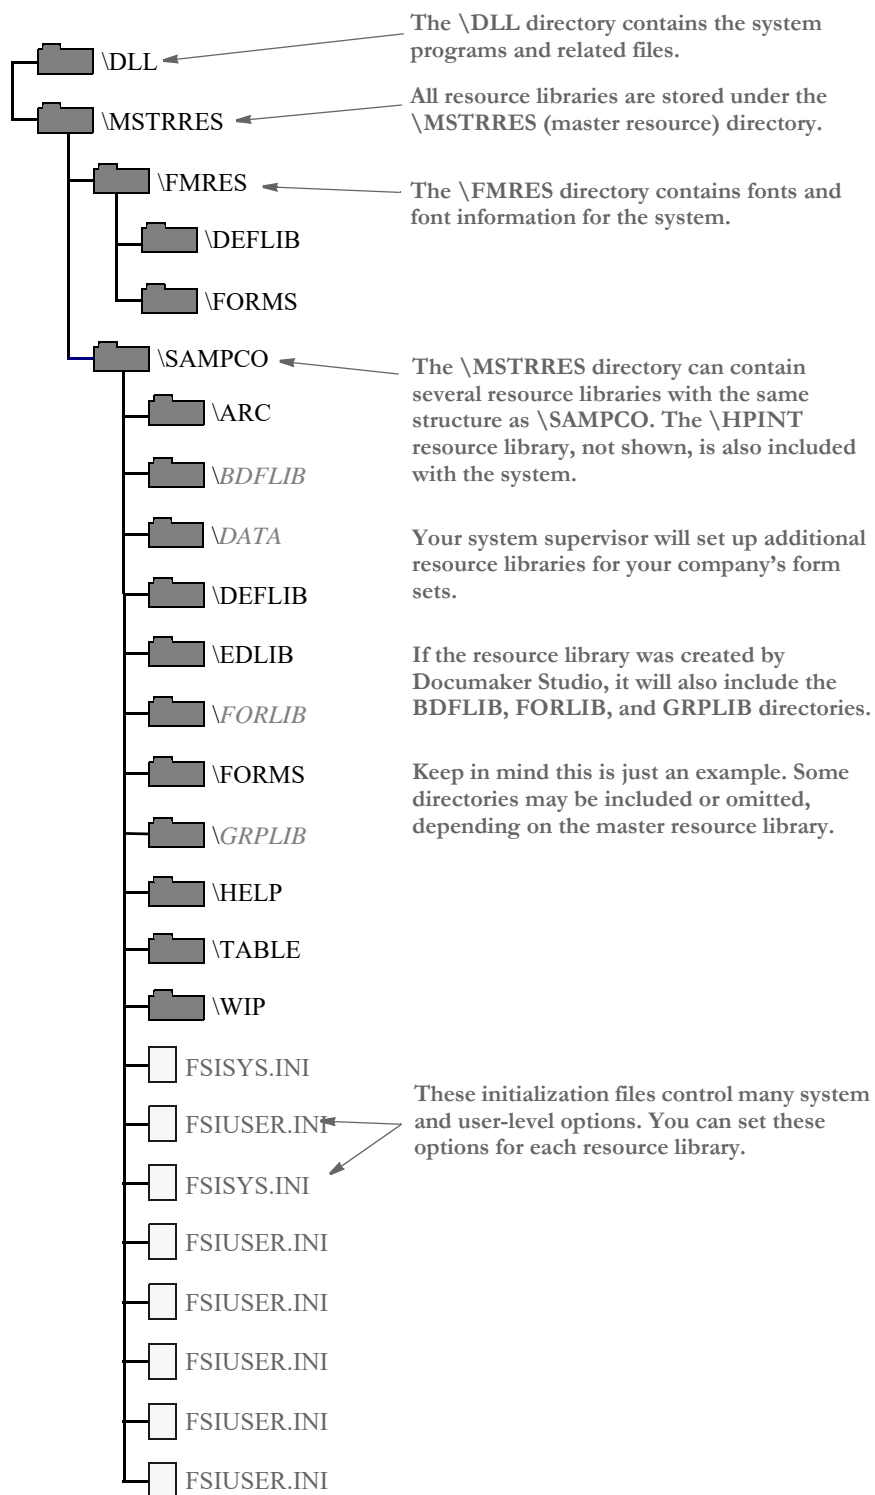 The \DLL directory contains the system
programs and related files.
\DLL
All resource libraries are stored under the
\MSTRRES (master resource) directory.
\MSTRRES
\FMRES
The \FMRES directory contains fonts and
font information for the system.
\DEFLIB
\FORMS
\SAMPCO
The \MSTRRES directory can contain
several resource libraries with the same
structure as \SAMPCO. The \HPINT
resource library, not shown, is also included
with the system.
\ARC
\BDFLIB
\DATA
Your system supervisor will set up additional
resource libraries for your company’s form
sets.
\DEFLIB
\EDLIB
If the resource library was created by
Documaker Studio, it will also include the
BDFLIB, FORLIB, and GRPLIB directories.
\FORLIB
\FORMS
Keep in mind this is just an example. Some
directories may be included or omitted,
depending on the master resource library.
\GRPLIB
\HELP
\TABLE
\WIP
FSISYS.INI
These initialization files control many system
and user-level options. You can set these
options for each resource library.
FSIUSER.INI
FSISYS.INI
FSIUSER.INI
FSIUSER.INI
FSIUSER.INI
FSIUSER.INI
FSIUSER.INI